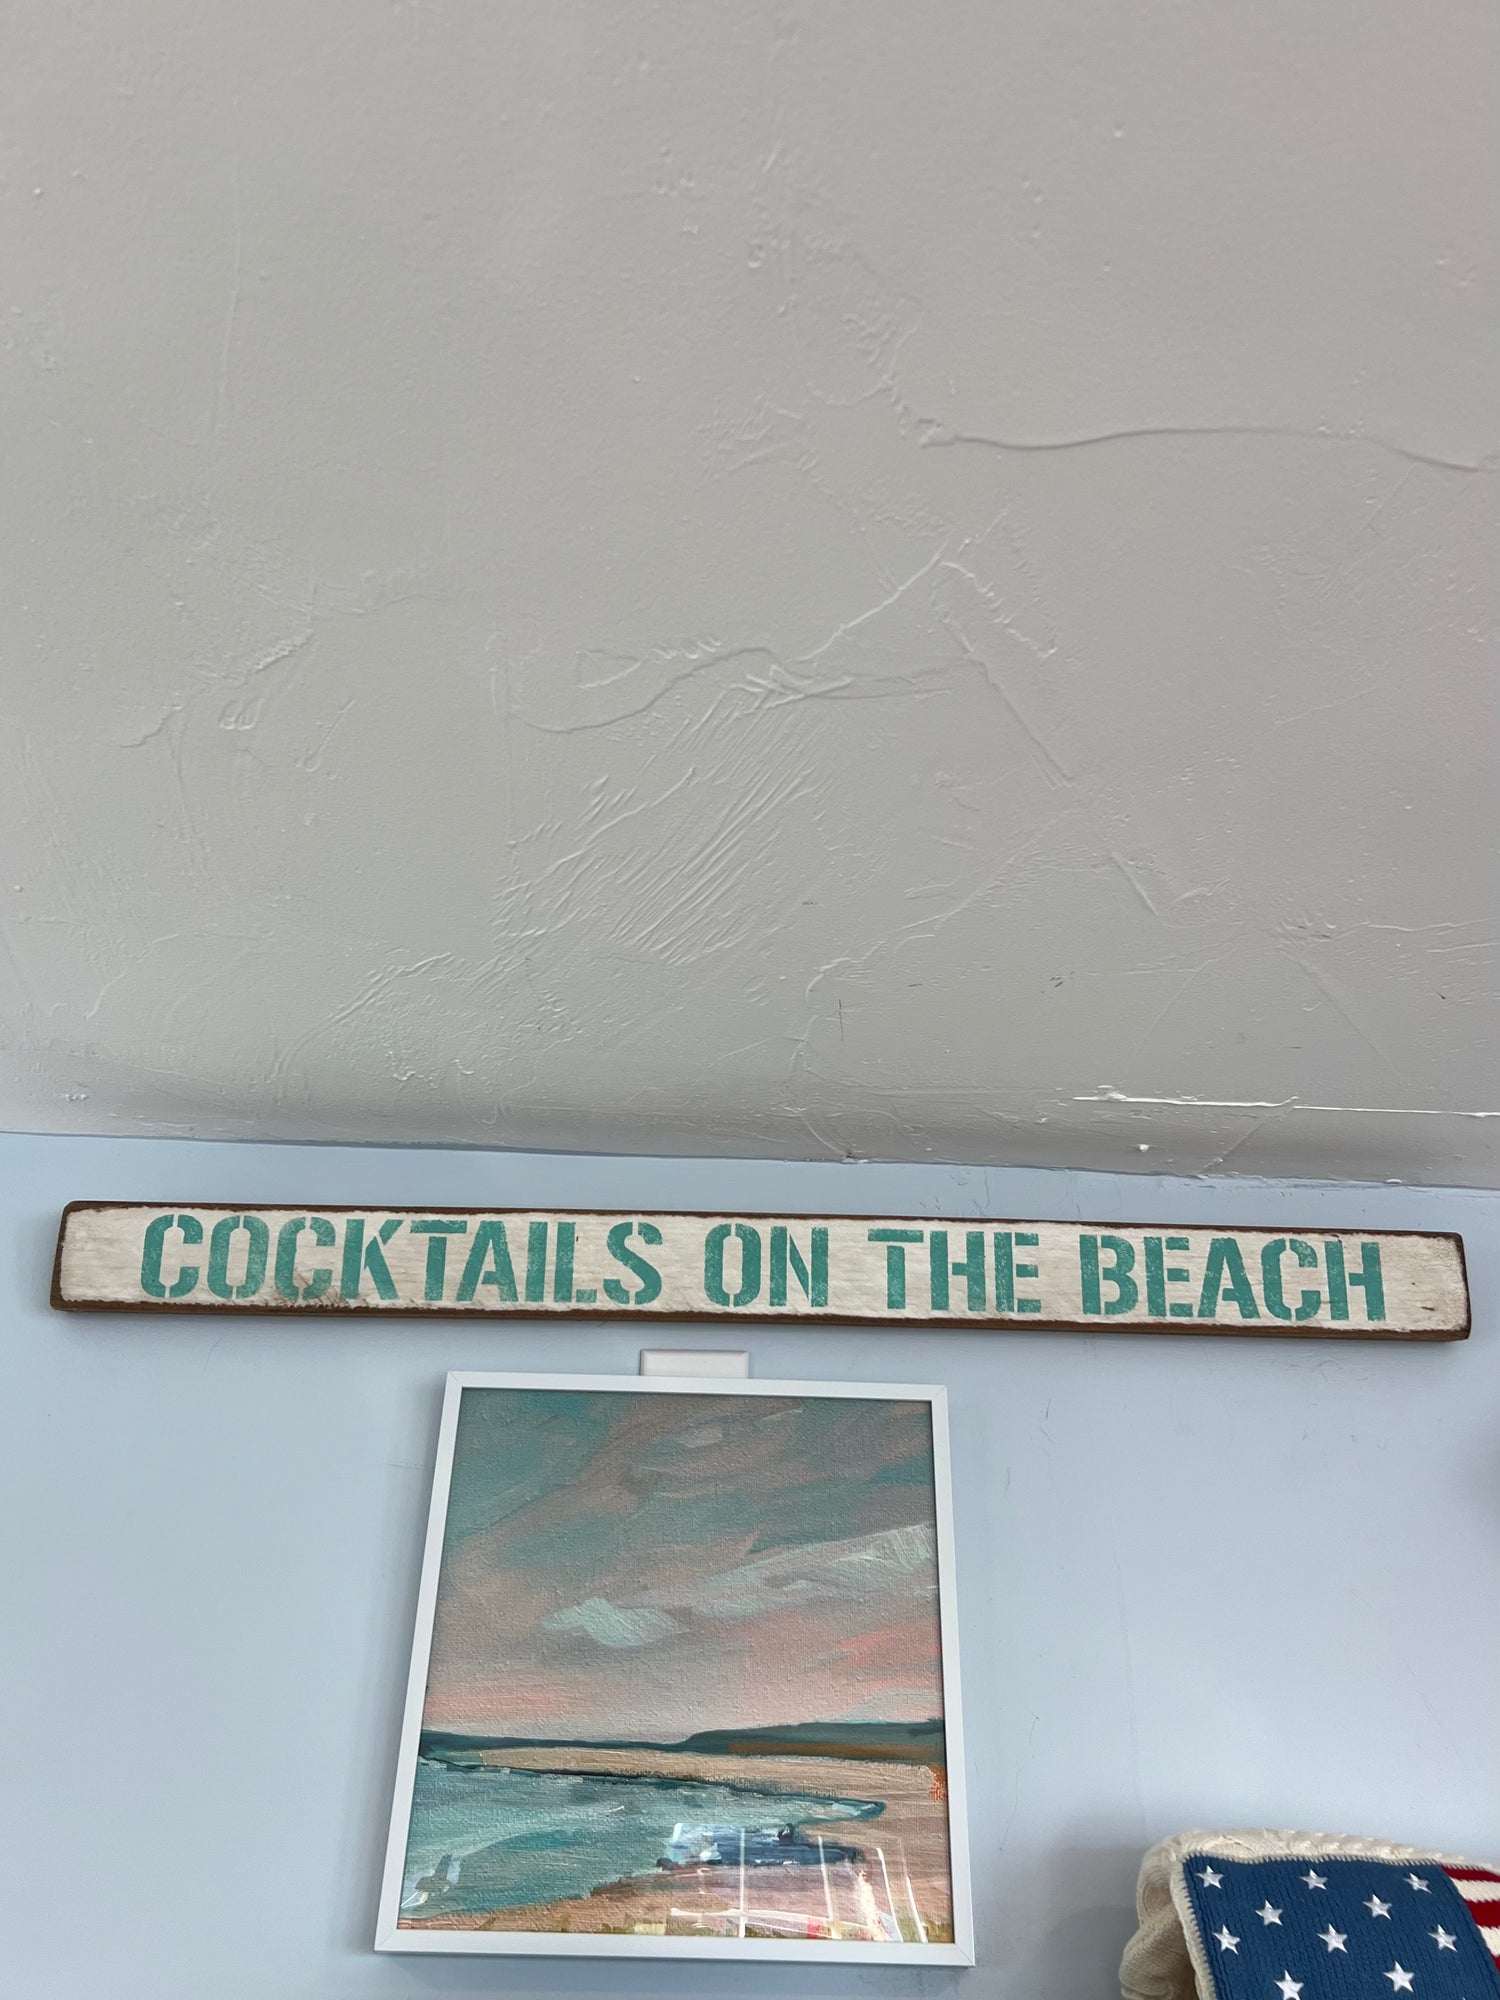 COCKTAILS ON THE BEACH